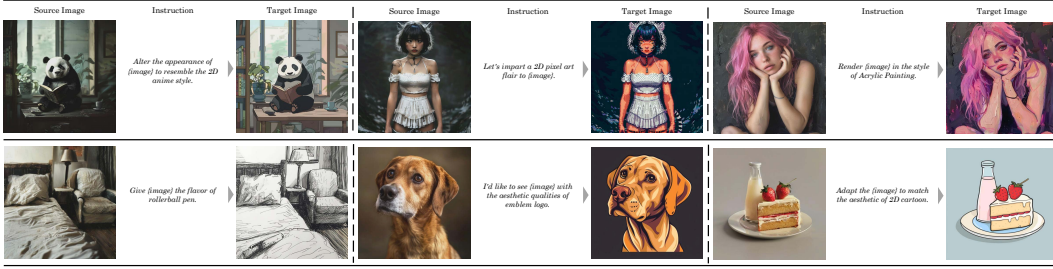 Source Image Instruction Target Image Source Image Instruction Target Image Source Image Instruction Target Image
Alter the appearance of
{image} to resemble the 2D
anime style.
Let's impart a 2D pixel art
flair to {image}.
Render {image} in the style
of Acrylic Painting.
Give {image} the flavor of
rollerball pen.
I'd like to see {image} with
the aesthetic qualities of
emblem logo.
Adapt the {image} to match
the aesthetic of 2D cartoon.